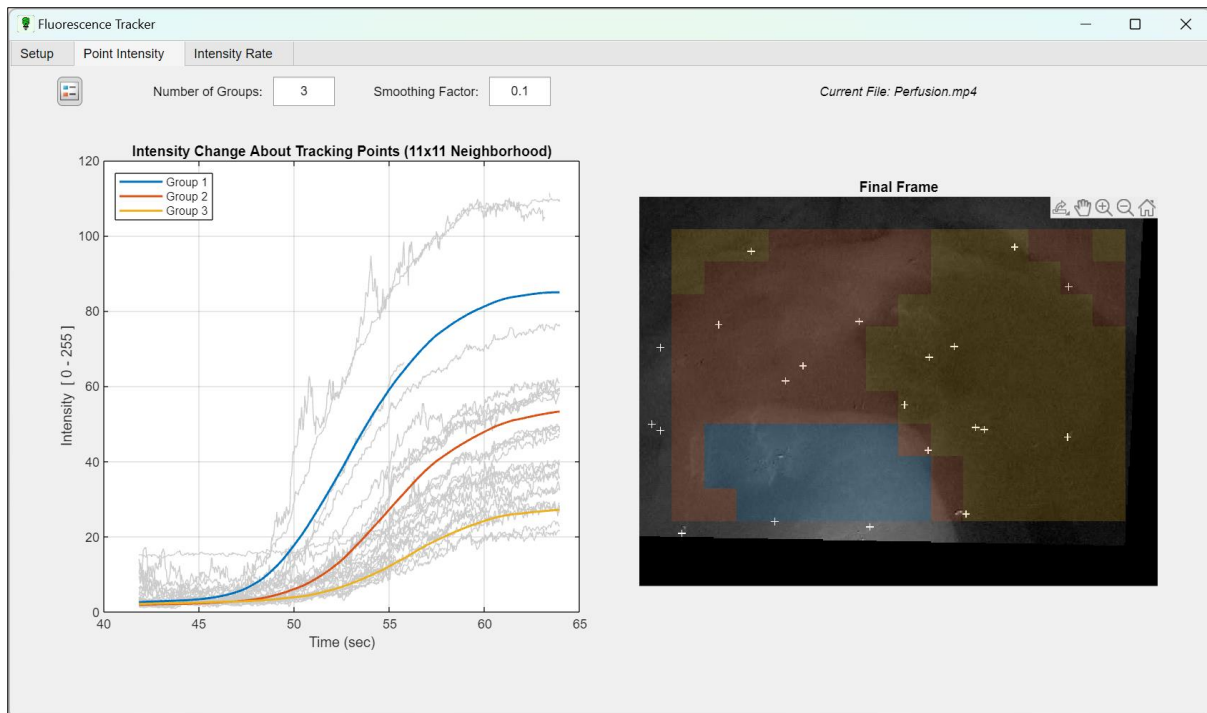 Fluorescence Tracker
Setup Point Intensity Intensity Rate
Number of Groups: 3 Smoothing Factor: 0.1 Current File: Perfusion.mp4
Intensity Change About Tracking Points (11x11 Neighborhood)
Group 1
Group 2
Group 3
120
100
80
60
40
20
0
Intensity [ 0 - 255 ]
40 45 50 55 60 65
Time (sec)
Final Frame